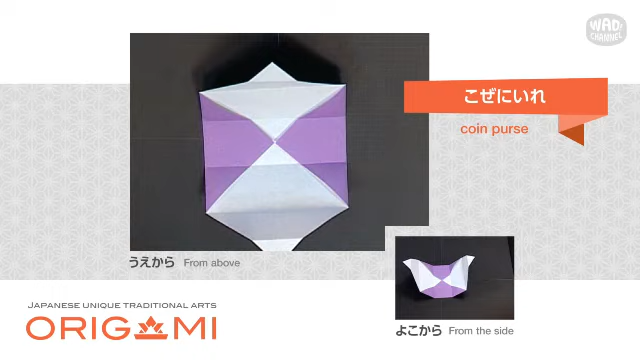 WAD
CHANNEL
こぜにいれ
coin purse
うえから From above
よこから From the side
JAPANESE UNIQUE TRADITIONAL ARTS
ORIGAMI